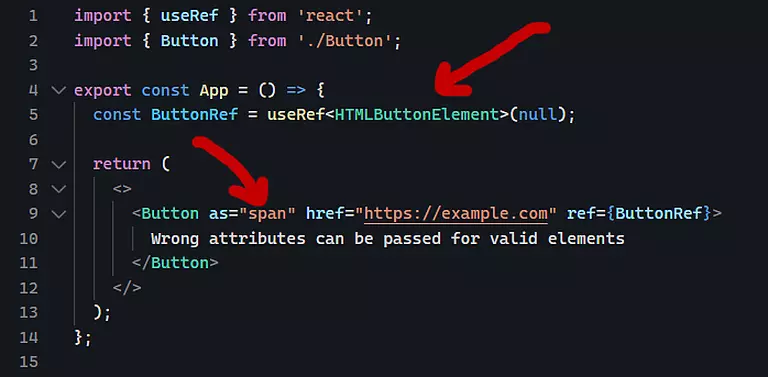 1 import { useRef } from 'react';
2 import { Button } from './Button';
3
4 export const App = () => {
5 const ButtonRef = useRef<HTMLButtonElement>(null);
6
7 return (
8 <>
9 <Button as="span" href="https://example.com" ref={ButtonRef}>
10 Wrong attributes can be passed for valid elements
11 </Button>
12 </>
13 );
14 };
15